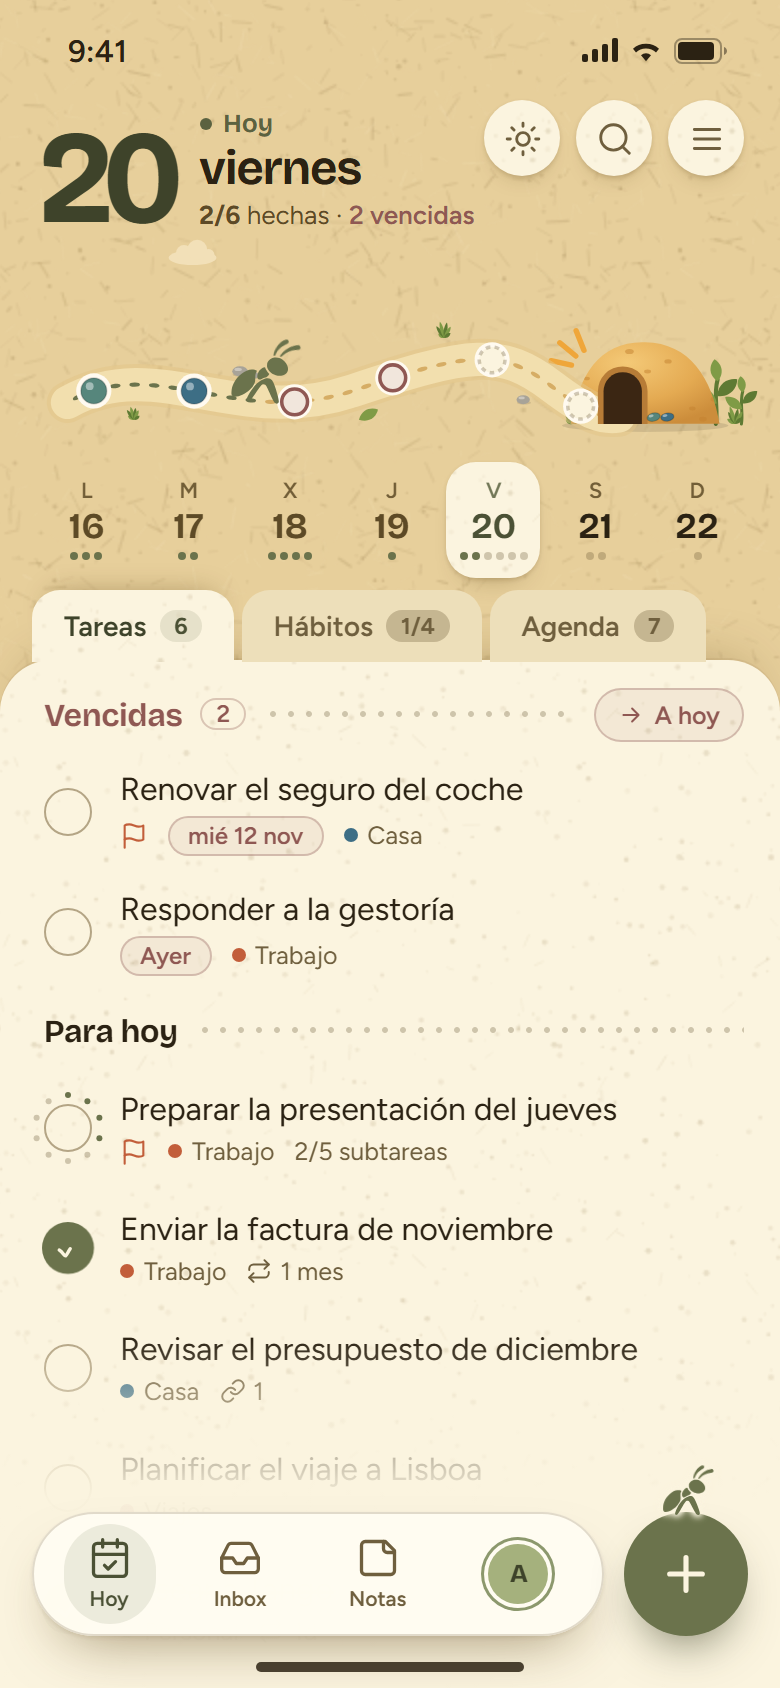 9:41
20
Hoy
viernes
2/6 hechas · 2 vencidas
L M X J V S D
16 17 18 19 20 21 22
Tareas 6 Hábitos 1/4 Agenda 7
Vencidas 2 → A hoy
Renovar el seguro del coche
mié 12 nov Casa
Responder a la gestoría
Ayer Trabajo
Para hoy
Preparar la presentación del jueves
Trabajo 2/5 subtareas
Enviar la factura de noviembre
Trabajo 1 mes
Revisar el presupuesto de diciembre
Casa 1
Planificar el viaje a Lisboa
Hoy Inbox Notas A